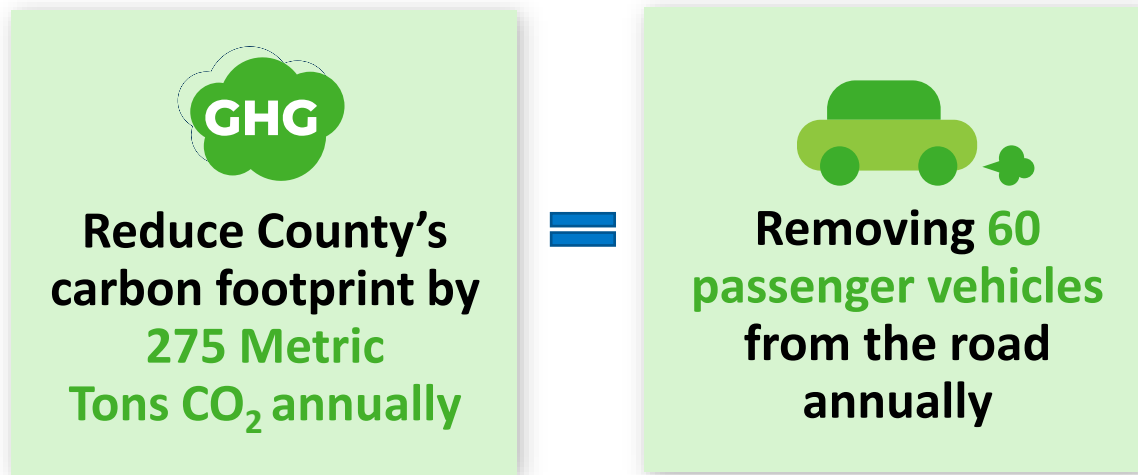 GHG
Reduce County’s
carbon footprint by
275 Metric
Tons CO₂ annually
Removing 60
passenger vehicles
from the road
annually